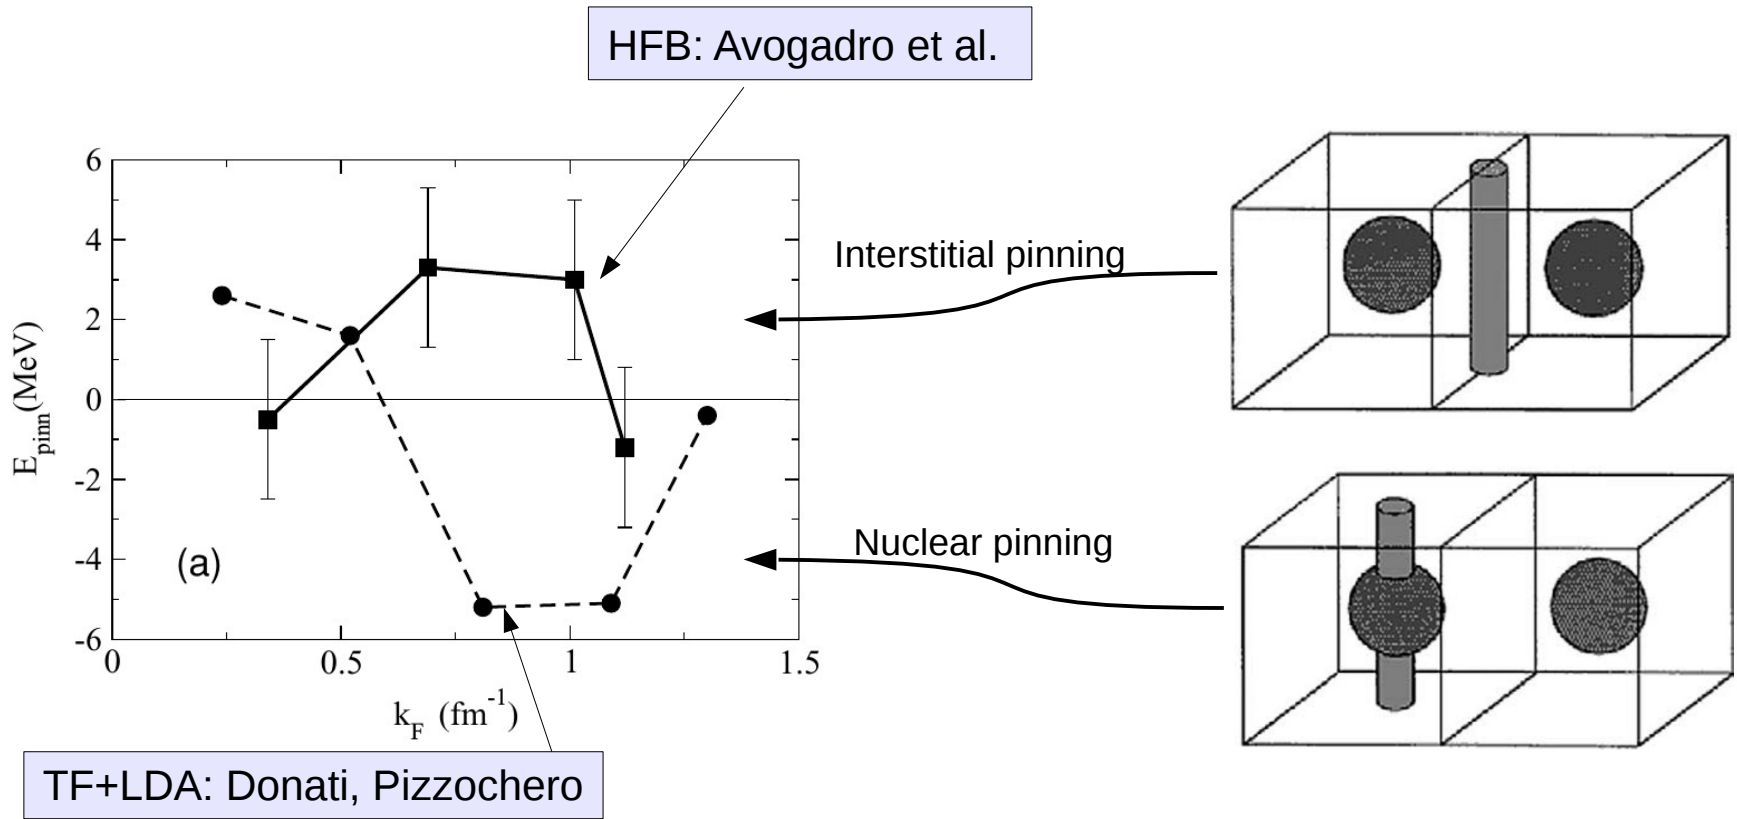 HFB: Avogadro et al.
6
4
2
0
-2
-4
-6
E_pinn(MeV)
(a)
0
0.5
1
1.5
k_F (fm^-1)
Interstitial pinning
Nuclear pinning
TF+LDA: Donati, Pizzochero